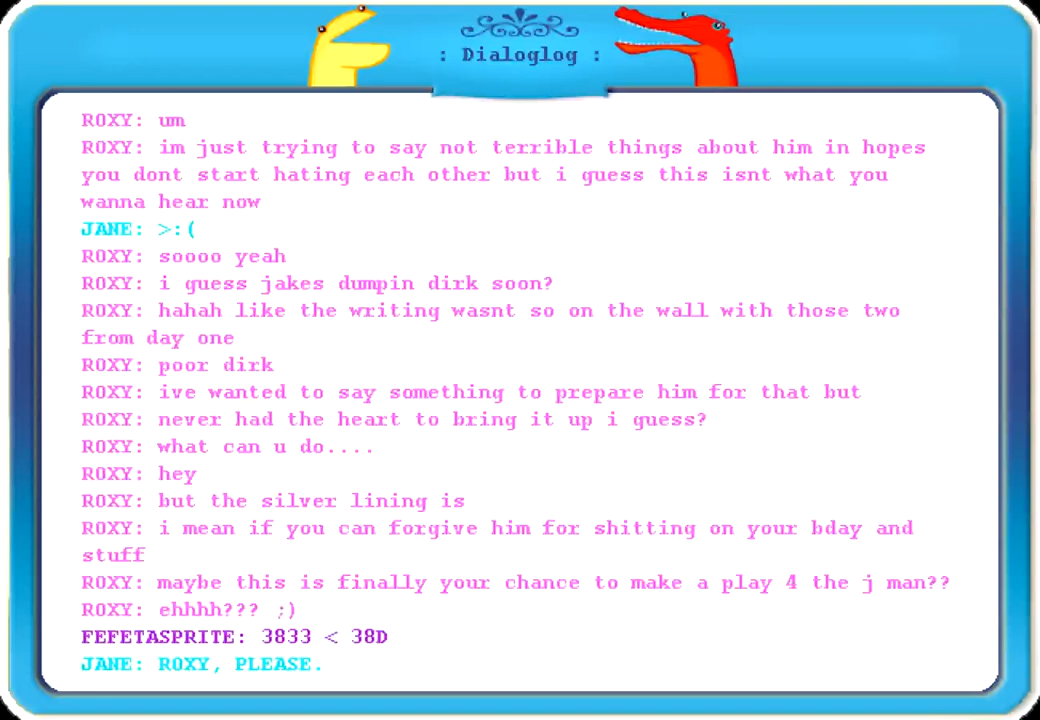 : Dialoglog :
ROXY: um
ROXY: im just trying to say not terrible things about him in hopes
you dont start hating each other but i guess this isnt what you
wanna hear now
JANE: >:(
ROXY: soooo yeah
ROXY: i guess jakes dumpin dirk soon?
ROXY: hahah like the writing wasnt so on the wall with those two
from day one
ROXY: poor dirk
ROXY: ive wanted to say something to prepare him for that but
ROXY: never had the heart to bring it up i guess?
ROXY: what can u do....
ROXY: hey
ROXY: but the silver lining is
ROXY: i mean if you can forgive him for shitting on your bday and
stuff
ROXY: maybe this is finally your chance to make a play 4 the j man??
ROXY: ehhhh??? ;)
FEFETASPRITE: 3833 < 38D
JANE: ROXY, PLEASE.